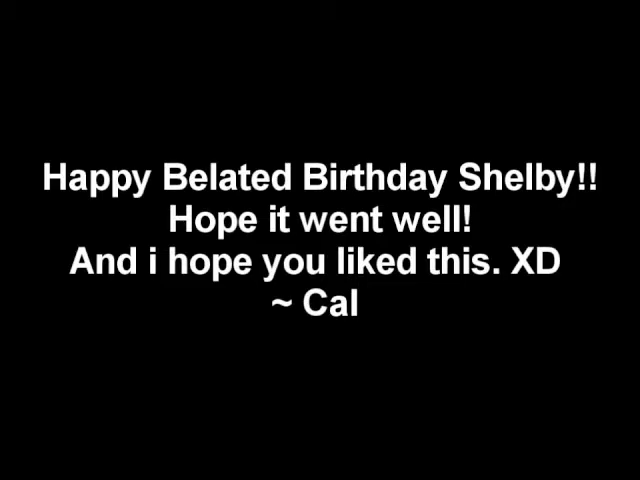 Happy Belated Birthday Shelby!!
Hope it went well!
And i hope you liked this. XD
~ Cal